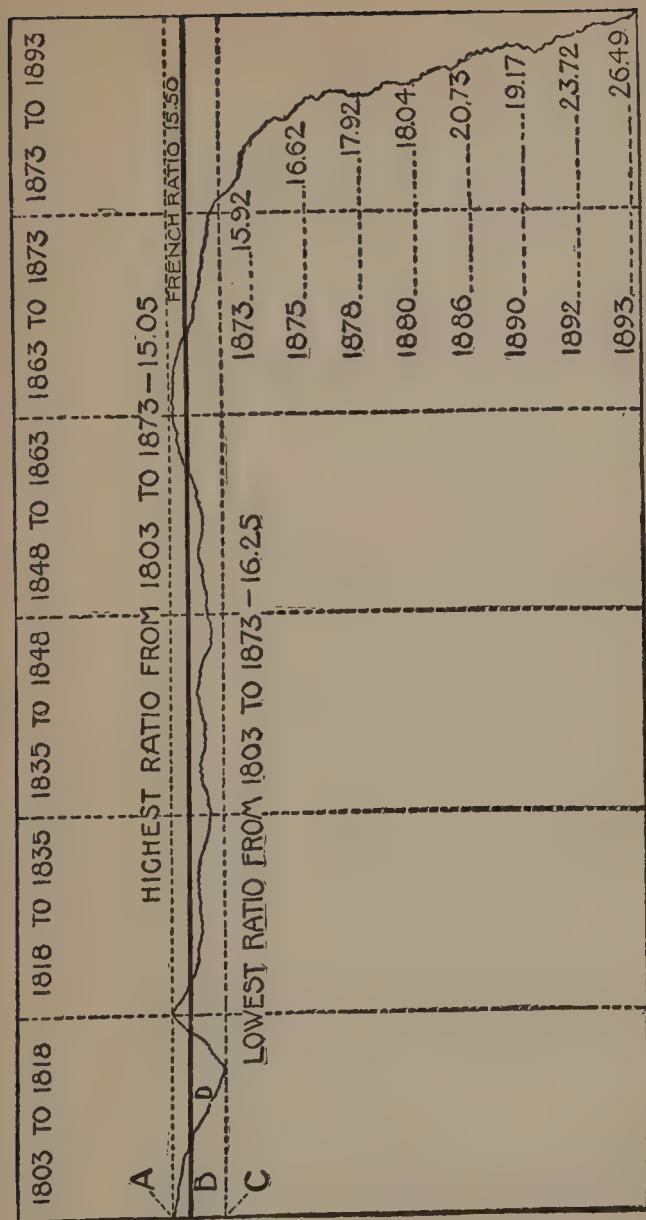 1803 TO 1818
1818 TO 1835
1835 TO 1848
1848 TO 1863
1863 TO 1873
1873 TO 1893
HIGHEST RATIO FROM 1803 TO 1873-15.05
FRENCH RATIO 15.50
A
B
D
C
LOWEST RATIO FROM 1803 TO 1873-16.25
1873.....15.92
1875..........16.62
1878..........17.92
1880..........18.04
1886..........20.73
1890..........19.17
1892..........23.72
1893..........26.49